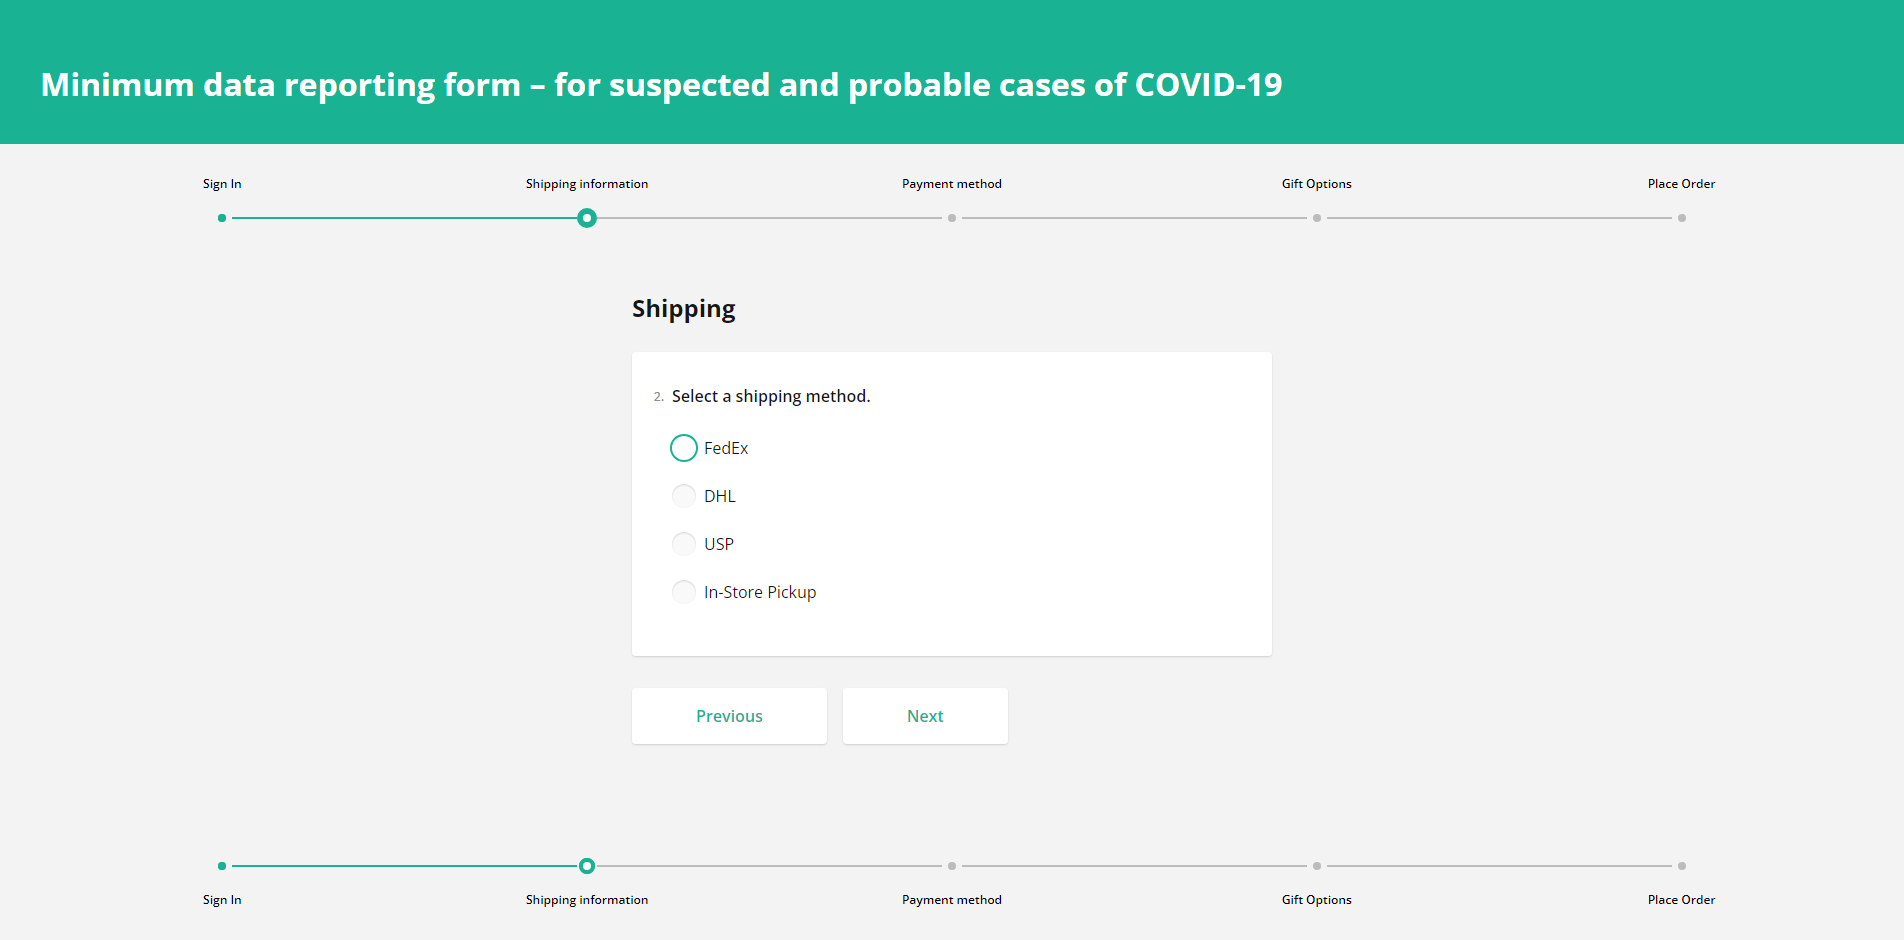 Minimum data reporting form – for suspected and probable cases of COVID-19
Sign In
Shipping information
Payment method
Gift Options
Place Order
Shipping
2. Select a shipping method.
FedEx
DHL
USP
In-Store Pickup
Previous
Next
Sign In
Shipping information
Payment method
Gift Options
Place Order